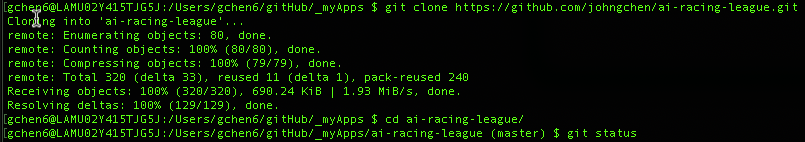 [gchen6@LAMU02Y415TJG5J:/Users/gchen6/gitHub/_myApps $ git clone https://github.com/johngchen/ai-racing-league.git
Cloning into 'ai-racing-league'...
remote: Enumerating objects: 80, done.
remote: Counting objects: 100% (80/80), done.
remote: Compressing objects: 100% (79/79), done.
remote: Total 320 (delta 33), reused 11 (delta 1), pack-reused 240
Receiving objects: 100% (320/320), 690.24 KiB | 1.93 MiB/s, done.
Resolving deltas: 100% (129/129), done.
[gchen6@LAMU02Y415TJG5J:/Users/gchen6/gitHub/_myApps $ cd ai-racing-league/
[gchen6@LAMU02Y415TJG5J:/Users/gchen6/gitHub/_myApps/ai-racing-league (master) $ git status